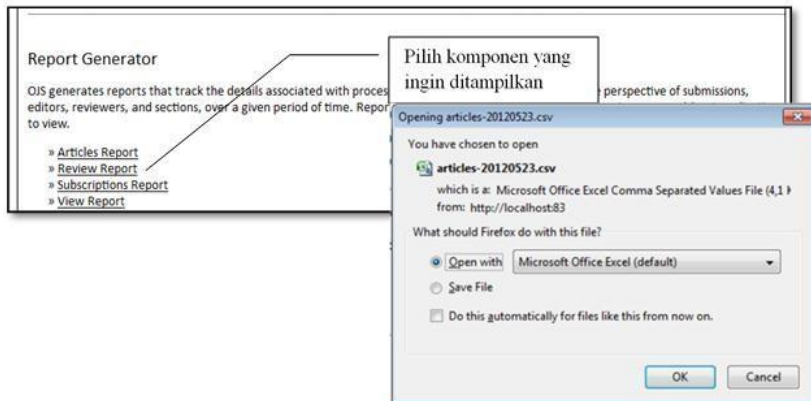 Report Generator
Pilih komponen yang
ingin ditampilkan
OJS generates reports that track the details associated with proces
e perspective of submissions,
editors, reviewers, and sections, over a given period of time. Repor
to view.
» Articles Report
» Review Report
» Subscriptions Report
» View Report
Opening articles-20120523.csv
You have chosen to open
articles-20120523.csv
which is a: Microsoft Office Excel Comma Separated Values File (4,1 K
from: http://localhost:83
What should Firefox do with this file?
Open with Microsoft Office Excel (default)
Save File
Do this automatically for files like this from now on.
OK Cancel